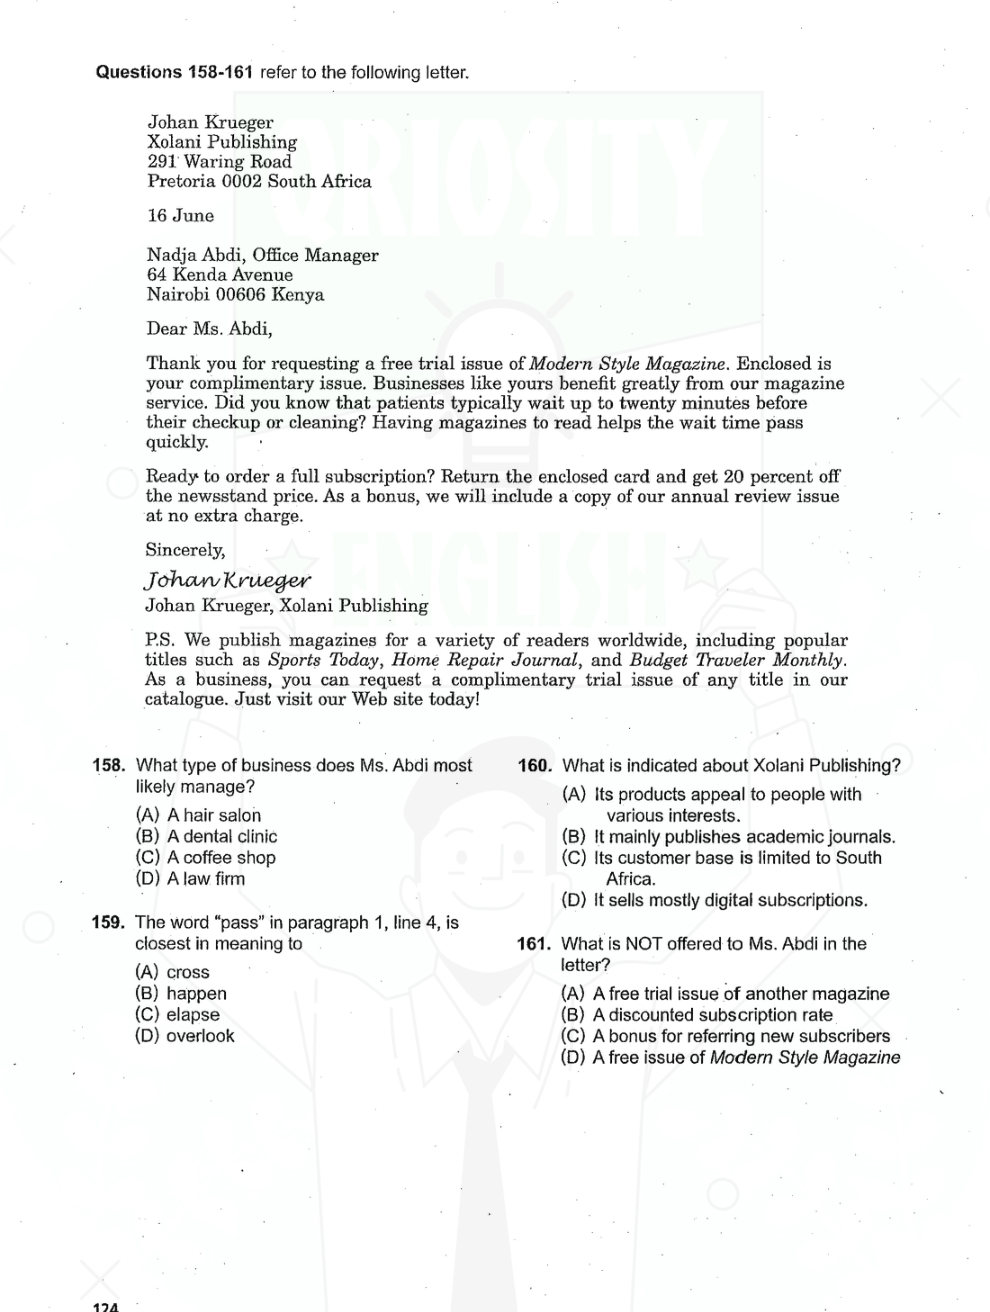 Questions 158-161 refer to the following letter.
Johan Krueger
Xolani Publishing
291 Waring Road
Pretoria 0002 South Africa
16 June
Nadja Abdi, Office Manager
64 Kenda Avenue
Nairobi 00606 Kenya
Dear Ms. Abdi,
Thank you for requesting a free trial issue of Modern Style Magazine. Enclosed is
your complimentary issue. Businesses like yours benefit greatly from our magazine
service. Did you know that patients typically wait up to twenty minutes before
their checkup or cleaning? Having magazines to read helps the wait time pass
quickly.
Ready to order a full subscription? Return the enclosed card and get 20 percent off
the newsstand price. As a bonus, we will include a copy of our annual review issue
at no extra charge.
Sincerely,
Johan Krueger
Johan Krueger, Xolani Publishing
P.S. We publish magazines for a variety of readers worldwide, including popular
titles such as Sports Today, Home Repair Journal, and Budget Traveler Monthly.
As a business, you can request a complimentary trial issue of any title in our
catalogue. Just visit our Web site today!
158. What type of business does Ms. Abdi most
likely manage?
(A) A hair salon
(B) A dental clinic
(C) A coffee shop
(D) A law firm
159. The word “pass” in paragraph 1, line 4, is
closest in meaning to
(A) cross
(B) happen
(C) elapse
(D) overlook
160. What is indicated about Xolani Publishing?
(A) Its products appeal to people with
various interests.
(B) It mainly publishes academic journals.
(C) Its customer base is limited to South
Africa.
(D) It sells mostly digital subscriptions.
161. What is NOT offered to Ms. Abdi in the
letter?
(A) A free trial issue of another magazine
(B) A discounted subscription rate
(C) A bonus for referring new subscribers
(D) A free issue of Modern Style Magazine
124
QRIOSITY
ENGLISH